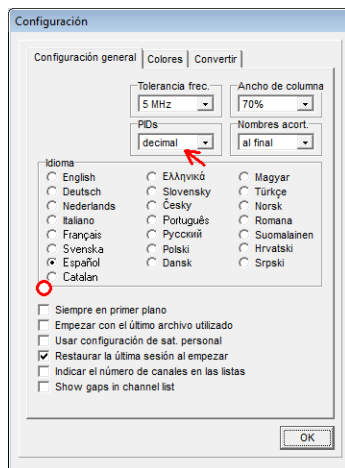 Configuración
Configuración general Colores Convertir
Tolerancia frec. Ancho de columna
5 MHz 70%
PIDs Nombres acort.
decimal al final
Idioma
English Ελληνικά Magyar
Deutsch Slovensky Türkçe
Nederlands Česky Norsk
Italiano Português Romana
Français Русский Suomalainen
Svenska Polski Hrvatski
Español Dansk Srpski
Catalan
Siempre en primer plano
Empezar con el último archivo utilizado
Usar configuración de sat. personal
Restaurar la última sesión al empezar
Indicar el número de canales en las listas
Show gaps in channel list
OK